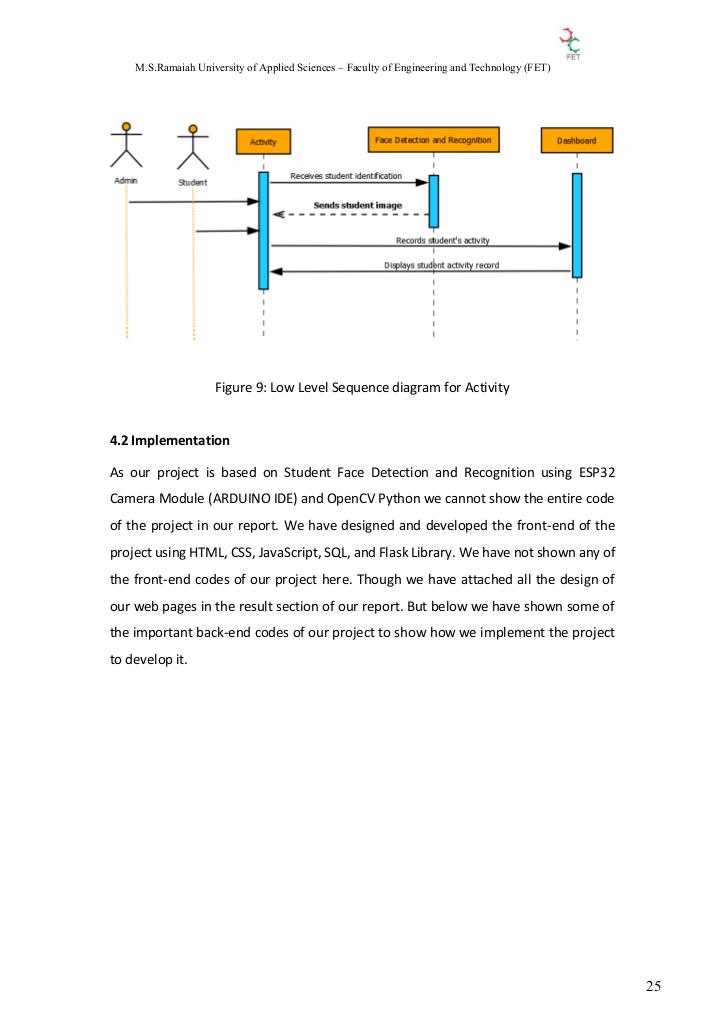 FET
M.S.Ramaiah University of Applied Sciences – Faculty of Engineering and Technology (FET)
Activity
Face Detection and Recognition
Dashboard
Admin
Student
Receives student identification
Sends student image
Records student's activity
Displays student activity record
Figure 9: Low Level Sequence diagram for Activity
4.2 Implementation
As our project is based on Student Face Detection and Recognition using ESP32
Camera Module (ARDUINO IDE) and OpenCV Python we cannot show the entire code
of the project in our report. We have designed and developed the front-end of the
project using HTML, CSS, JavaScript, SQL, and Flask Library. We have not shown any of
the front-end codes of our project here. Though we have attached all the design of
our web pages in the result section of our report. But below we have shown some of
the important back-end codes of our project to show how we implement the project
to develop it.
25